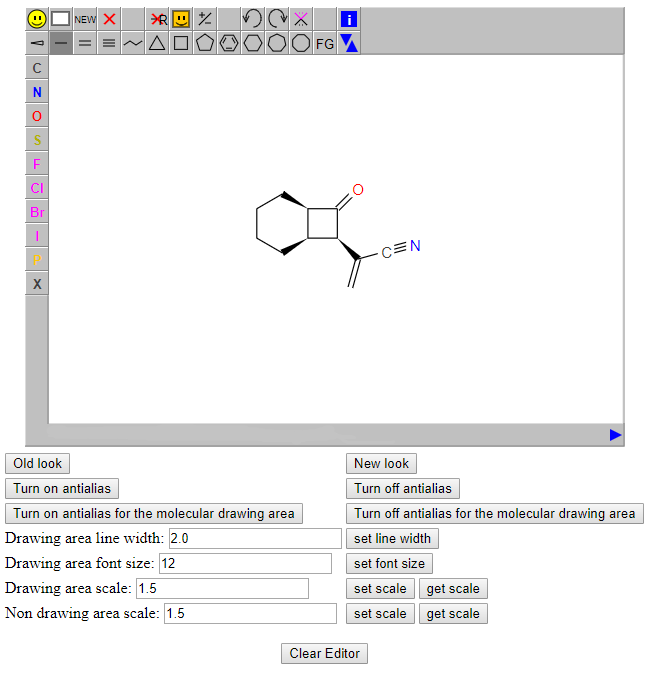 NEW R +/- i
FG
C
N
O
S
F
Cl
Br
I
P
X
O
C N
Old look New look
Turn on antialias Turn off antialias
Turn on antialias for the molecular drawing area Turn off antialias for the molecular drawing area
Drawing area line width: 2.0 set line width
Drawing area font size: 12 set font size
Drawing area scale: 1.5 set scale get scale
Non drawing area scale: 1.5 set scale get scale
Clear Editor